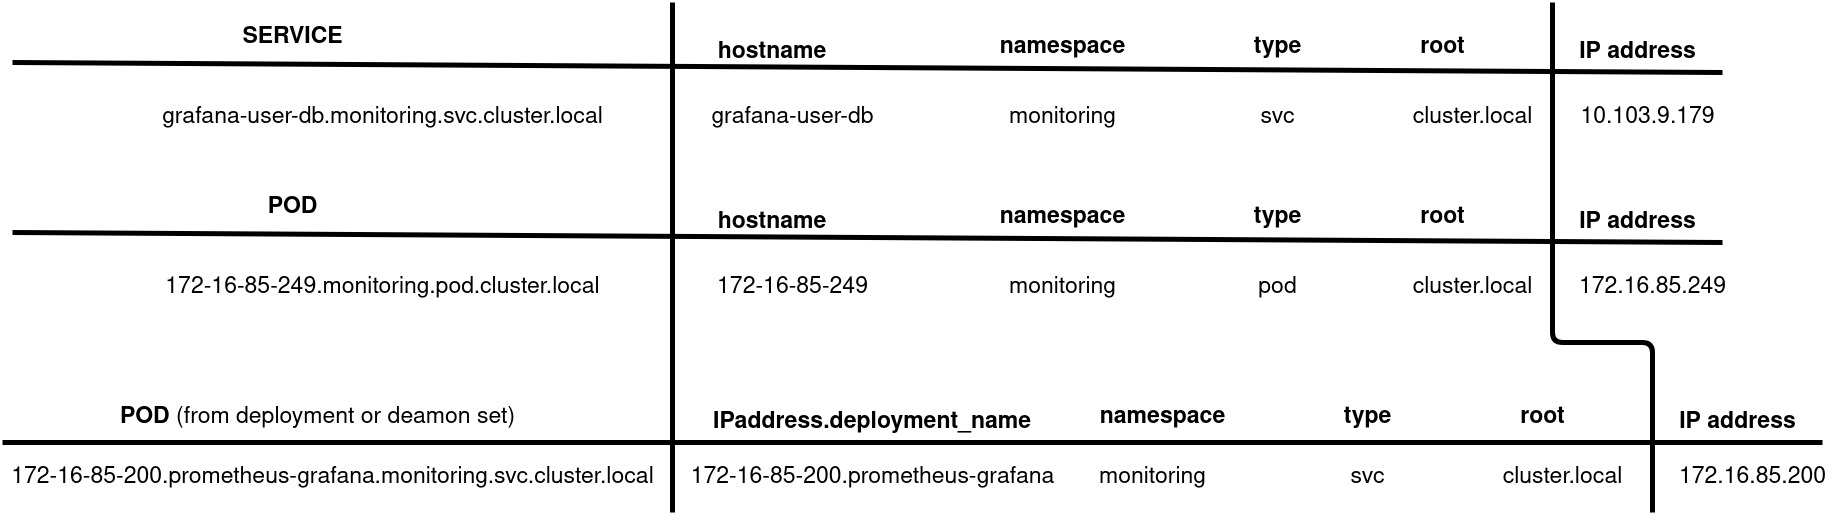 SERVICE hostname namespace type root IP address
grafana-user-db.monitoring.svc.cluster.local grafana-user-db monitoring svc cluster.local 10.103.9.179
POD hostname namespace type root IP address
172-16-85-249.monitoring.pod.cluster.local 172-16-85-249 monitoring pod cluster.local 172.16.85.249
POD (from deployment or deamon set) IPaddress.deployment_name namespace type root IP address
172-16-85-200.prometheus-grafana.monitoring.svc.cluster.local 172-16-85-200.prometheus-grafana monitoring svc cluster.local 172.16.85.200